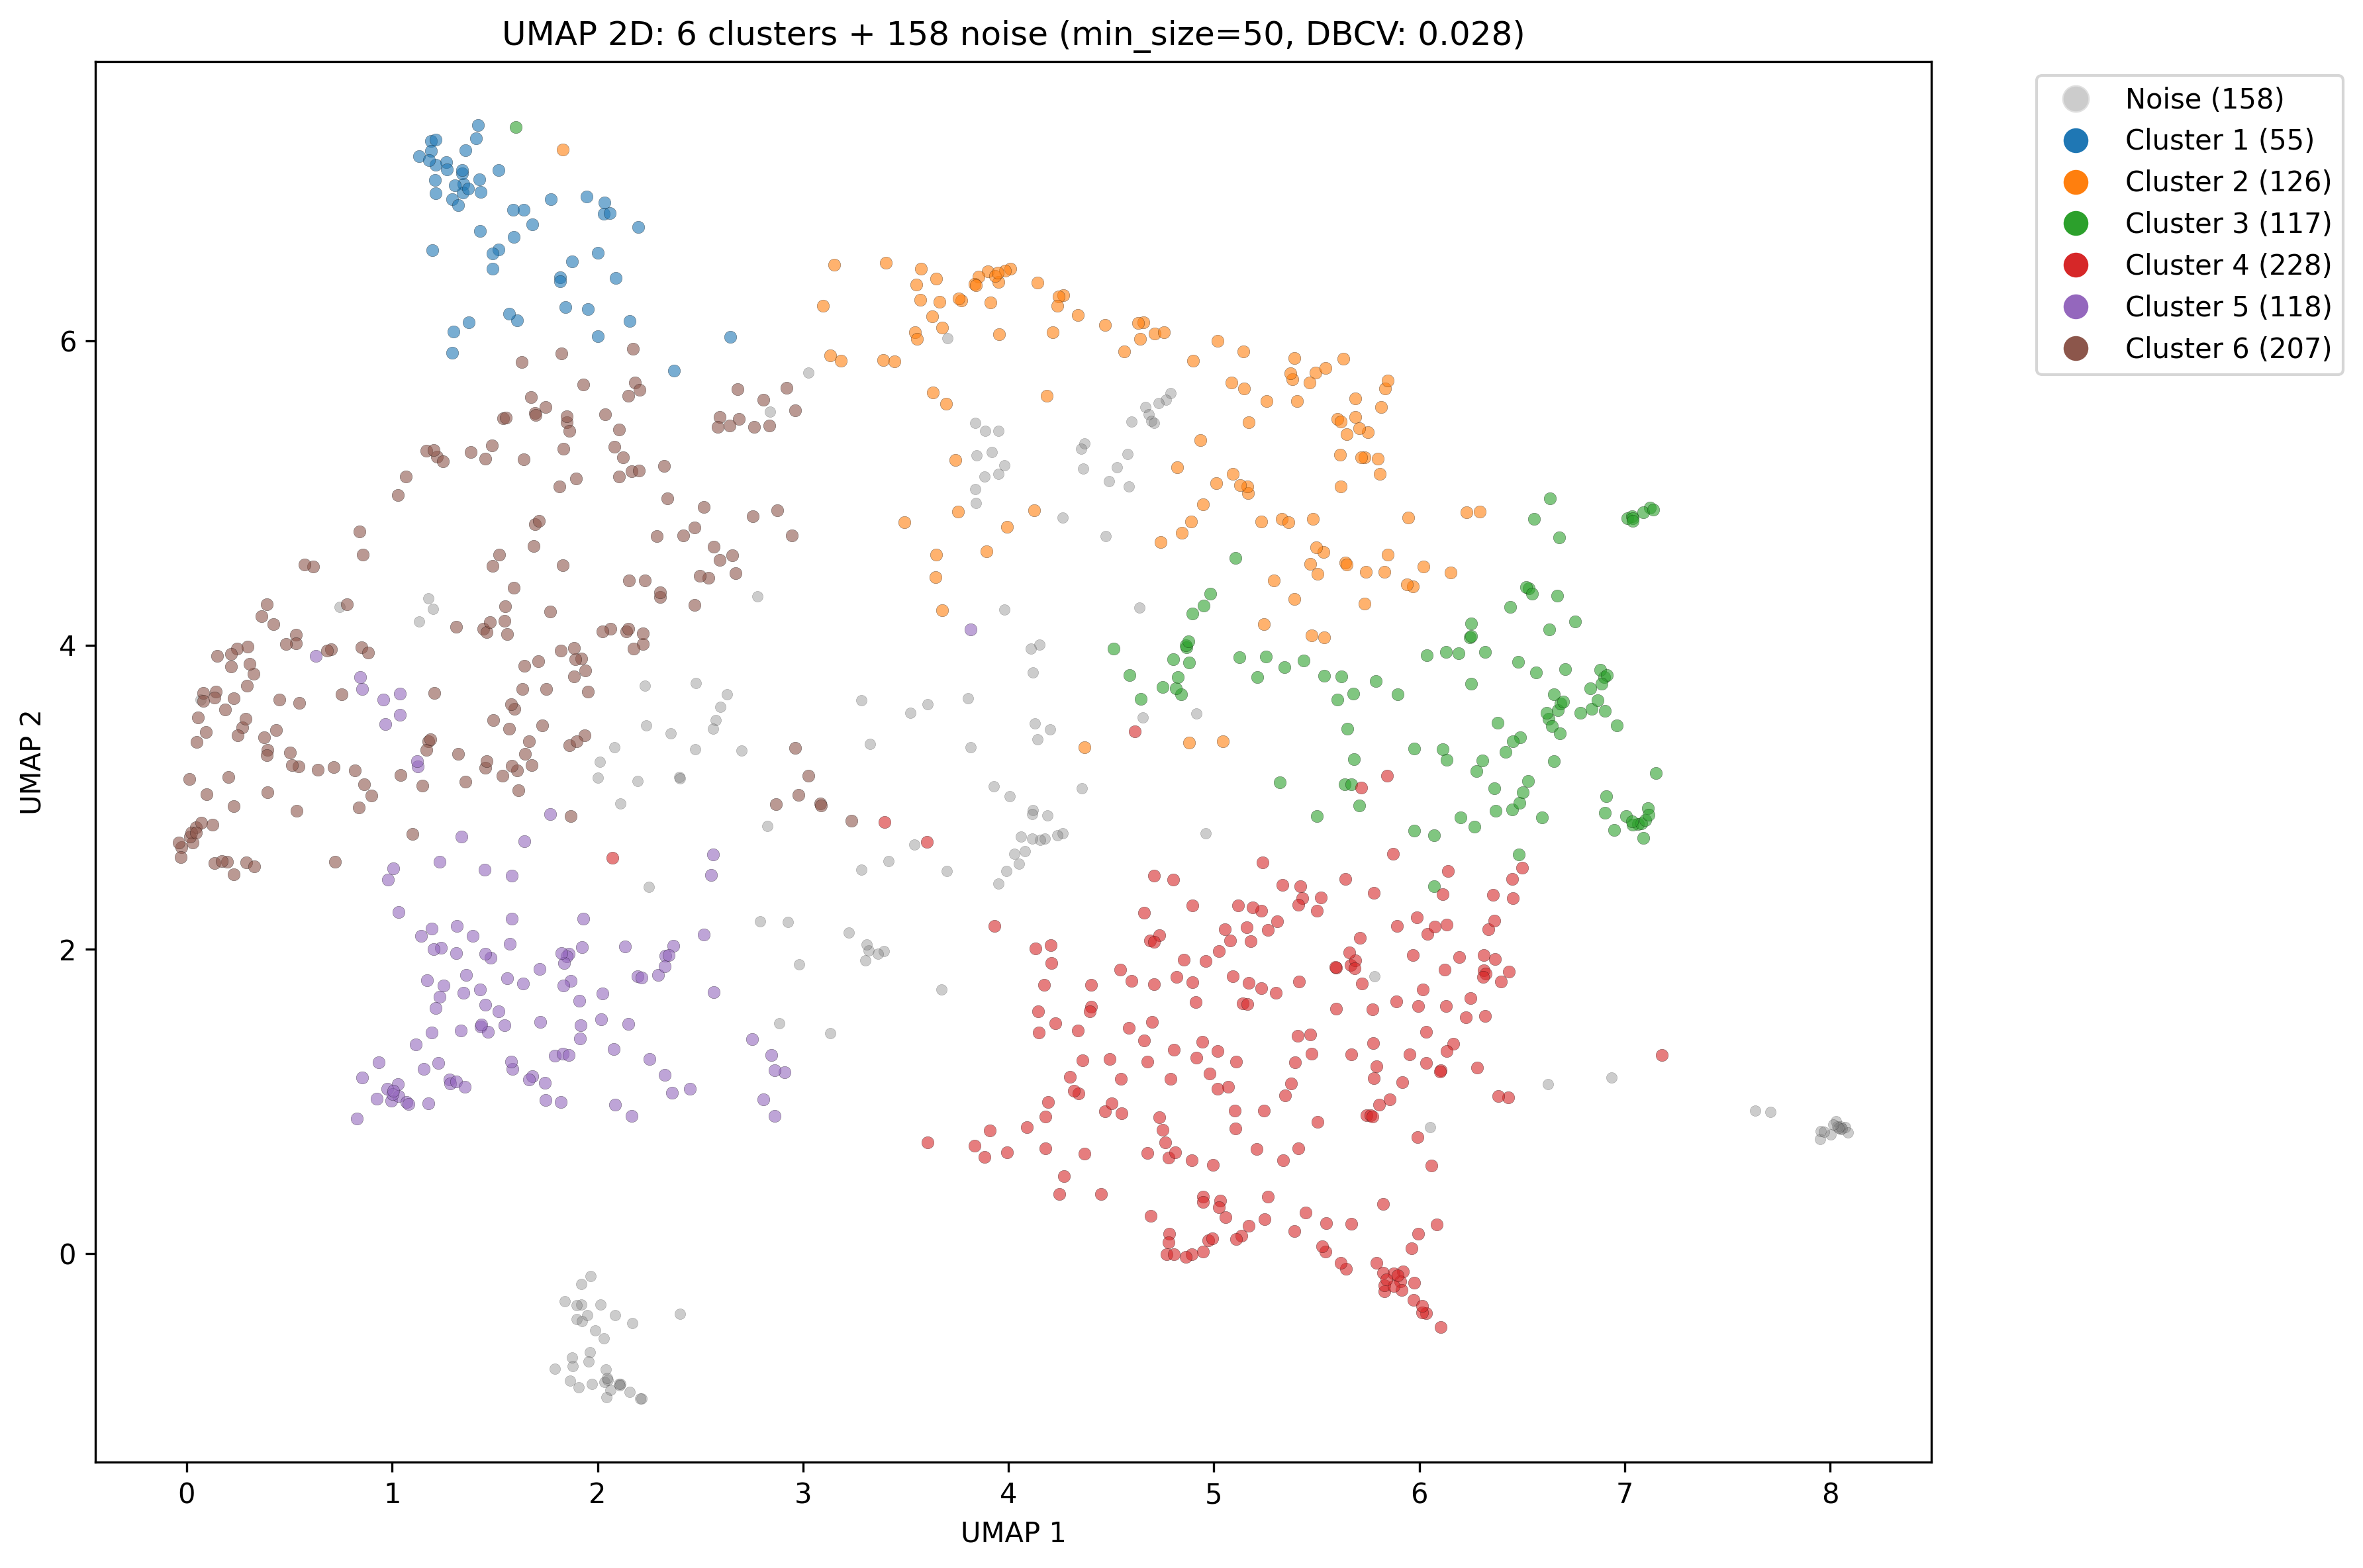 UMAP 2D: 6 clusters + 158 noise (min_size=50, DBCV: 0.028)
Noise (158)
Cluster 1 (55)
Cluster 2 (126)
Cluster 3 (117)
Cluster 4 (228)
Cluster 5 (118)
Cluster 6 (207)
UMAP 2
6
4
2
0
0 1 2 3 4 5 6 7 8
UMAP 1